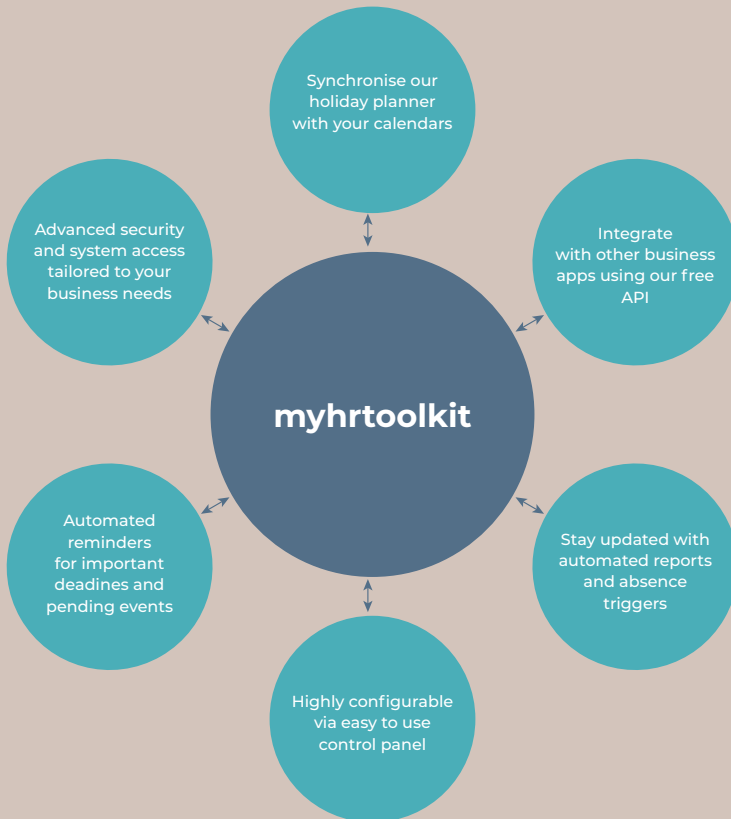 Synchronise our
holiday planner
with your calendars
Advanced security
and system access
tailored to your
business needs
Integrate
with other business
apps using our free
API
myhrtoolkit
Automated
reminders
for important
deadines and
pending events
Stay updated with
automated reports
and absence
triggers
Highly configurable
via easy to use
control panel